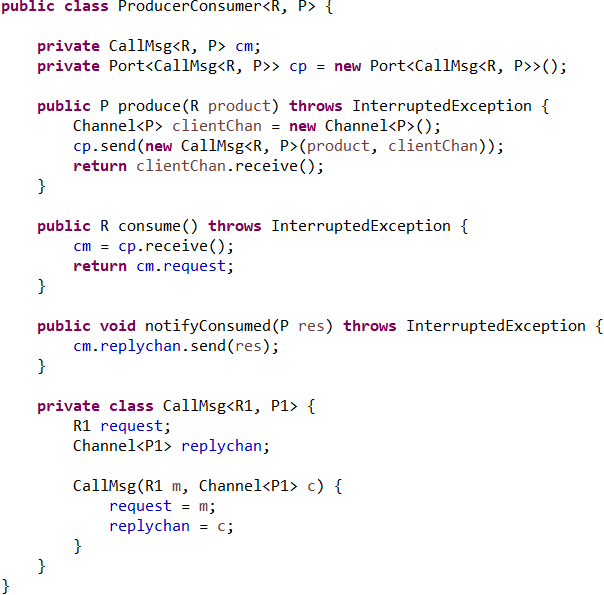 public class ProducerConsumer<R, P> {
private CallMsg<R, P> cm;
private Port<CallMsg<R, P>> cp = new Port<CallMsg<R, P>>();
public P produce(R product) throws InterruptedException {
Channel<P> clientChan = new Channel<P>();
cp.send(new CallMsg<R, P>(product, clientChan));
return clientChan.receive();
}
public R consume() throws InterruptedException {
cm = cp.receive();
return cm.request;
}
public void notifyConsumed(P res) throws InterruptedException {
cm.replychan.send(res);
}
private class CallMsg<R1, P1> {
R1 request;
Channel<P1> replychan;
CallMsg(R1 m, Channel<P1> c) {
request = m;
replychan = c;
}
}
}